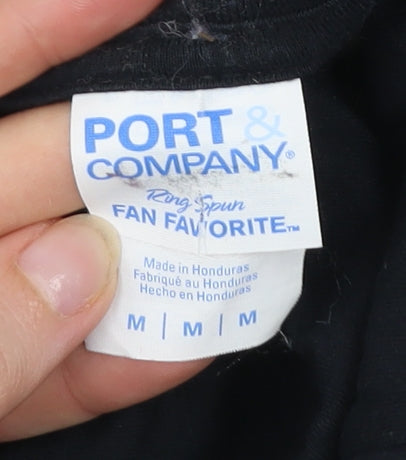 PORT &
COMPANY®
Ring Spun
FAN FAVORITE™
Made in Honduras
Fabriqué au Honduras
Hecho en Honduras
M | M | M